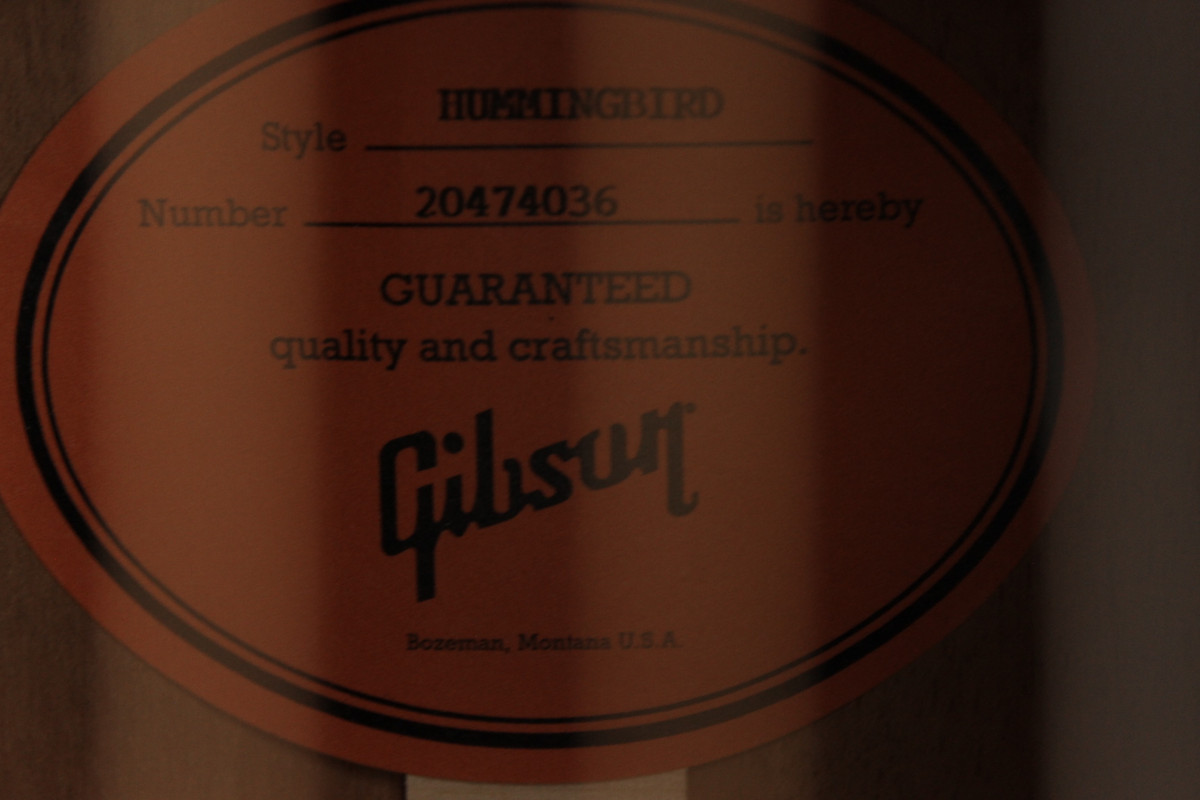 Style HUMMINGBIRD
Number 20474036 is hereby
GUARANTEED
quality and craftsmanship.
Gibson
Bozeman, Montana U.S.A.